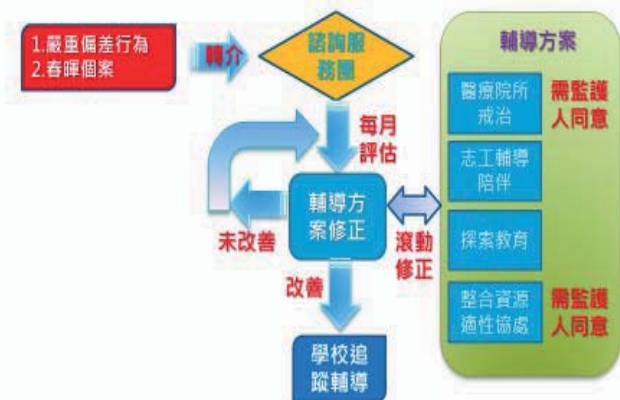 1.嚴重偏差行為
2.春暉個案
轉介
諮詢服
務團
每月
評估
輔導方
案修正
未改善
滾動
修正
改善
學校追
蹤輔導
輔導方案
醫療院所
戒治
需監護
人同意
志工輔導
陪伴
探索教育
整合資源
適性協處
需監護
人同意